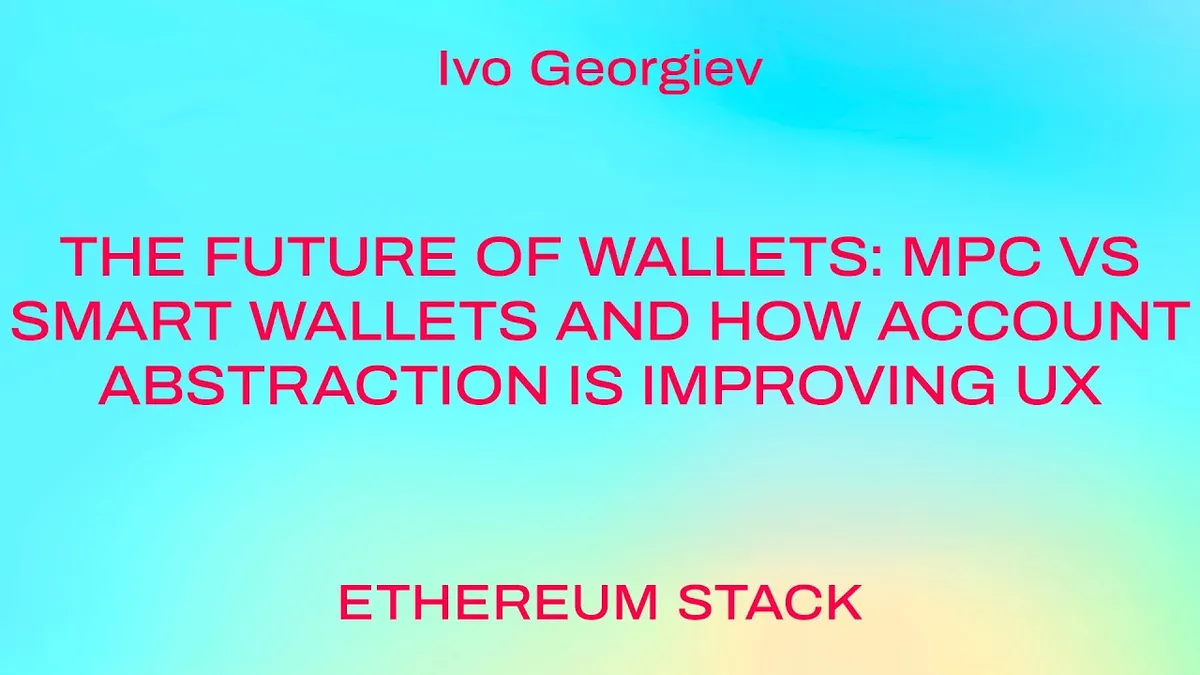 Ivo Georgiev
THE FUTURE OF WALLETS: MPC VS
SMART WALLETS AND HOW ACCOUNT
ABSTRACTION IS IMPROVING UX
ETHEREUM STACK